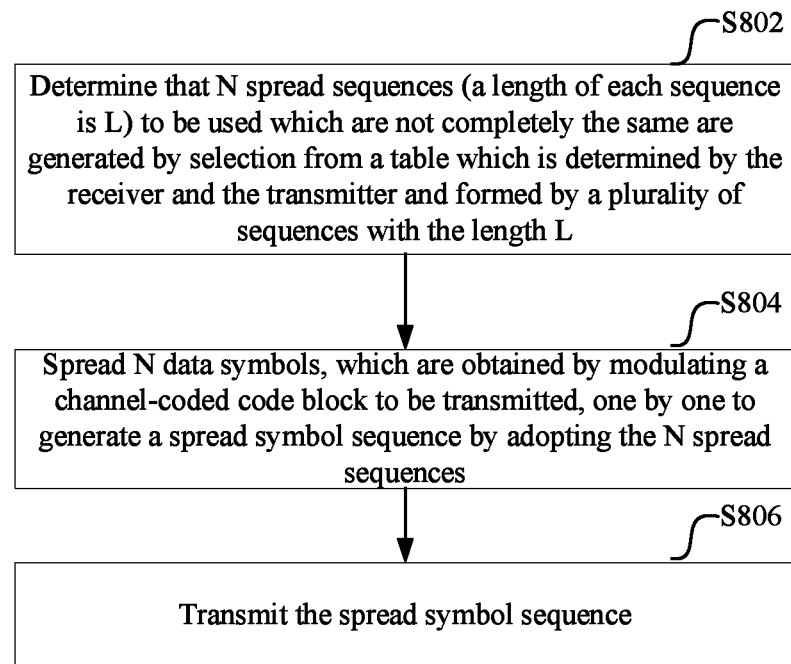 S802
Determine that N spread sequences (a length of each sequence
is L) to be used which are not completely the same are
generated by selection from a table which is determined by the
receiver and the transmitter and formed by a plurality of
sequences with the length L
S804
Spread N data symbols, which are obtained by modulating a
channel-coded code block to be transmitted, one by one to
generate a spread symbol sequence by adopting the N spread
sequences
S806
Transmit the spread symbol sequence